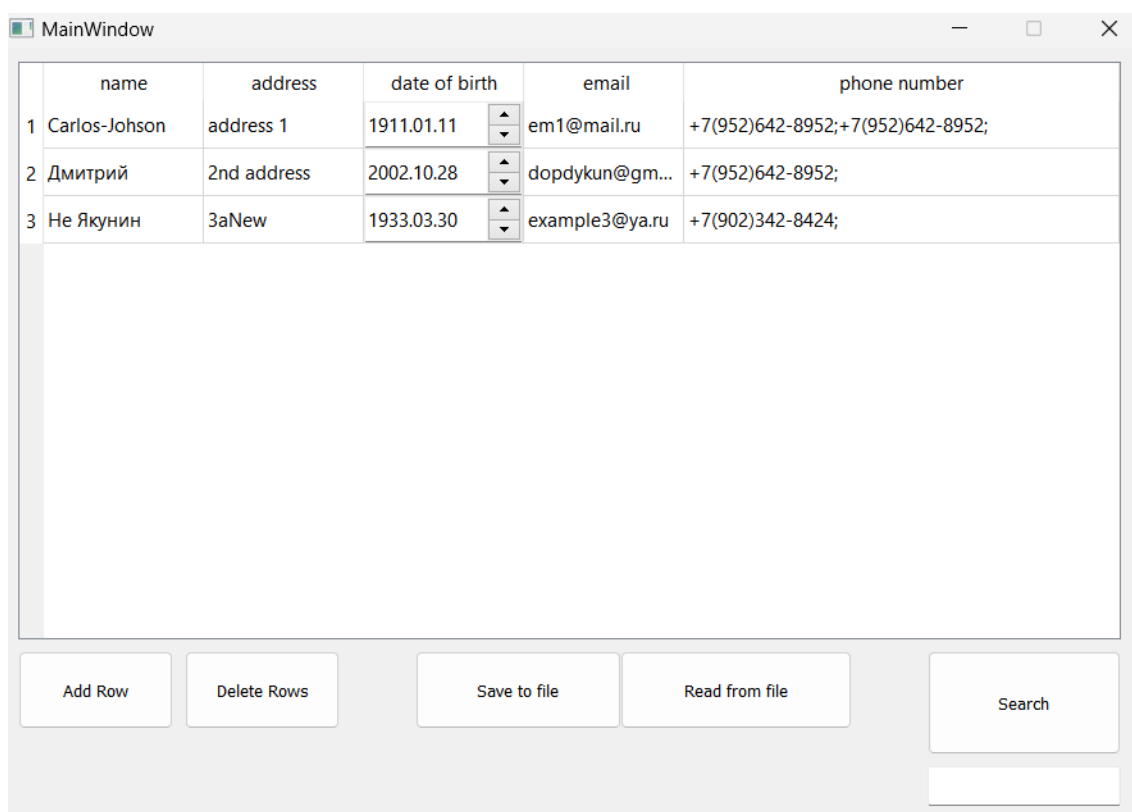 MainWindow
name address date of birth email phone number
1 Carlos-Johson address 1 1911.01.11 em1@mail.ru +7(952)642-8952;+7(952)642-8952;
2 Дмитрий 2nd address 2002.10.28 dopdykun@gm... +7(952)642-8952;
3 Не Якунин 3aNew 1933.03.30 example3@ya.ru +7(902)342-8424;
Add Row Delete Rows Save to file Read from file Search